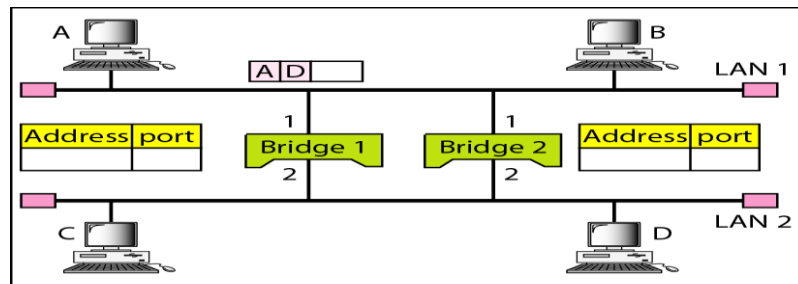 A
B
A D
LAN 1
1
1
Address port
Bridge 1
Bridge 2
Address port
2
2
LAN 2
C
D